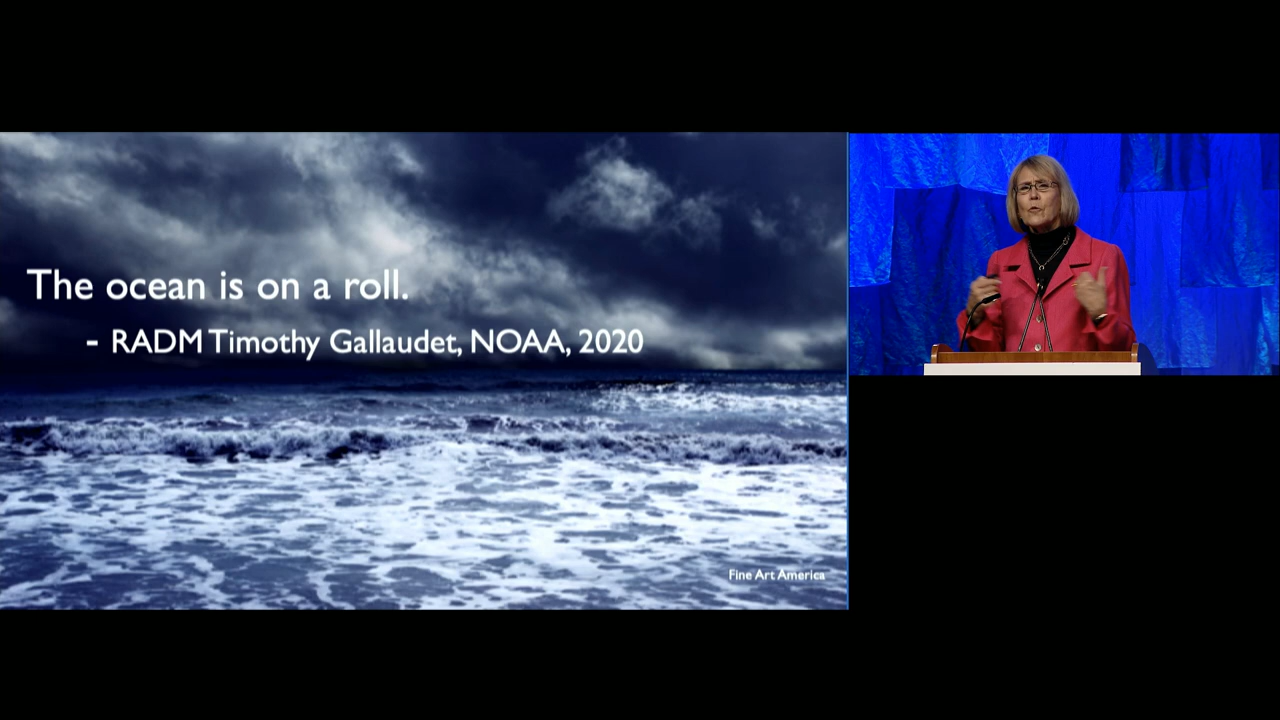 The ocean is on a roll.
- RADM Timothy Gallaudet, NOAA, 2020
Fine Art America